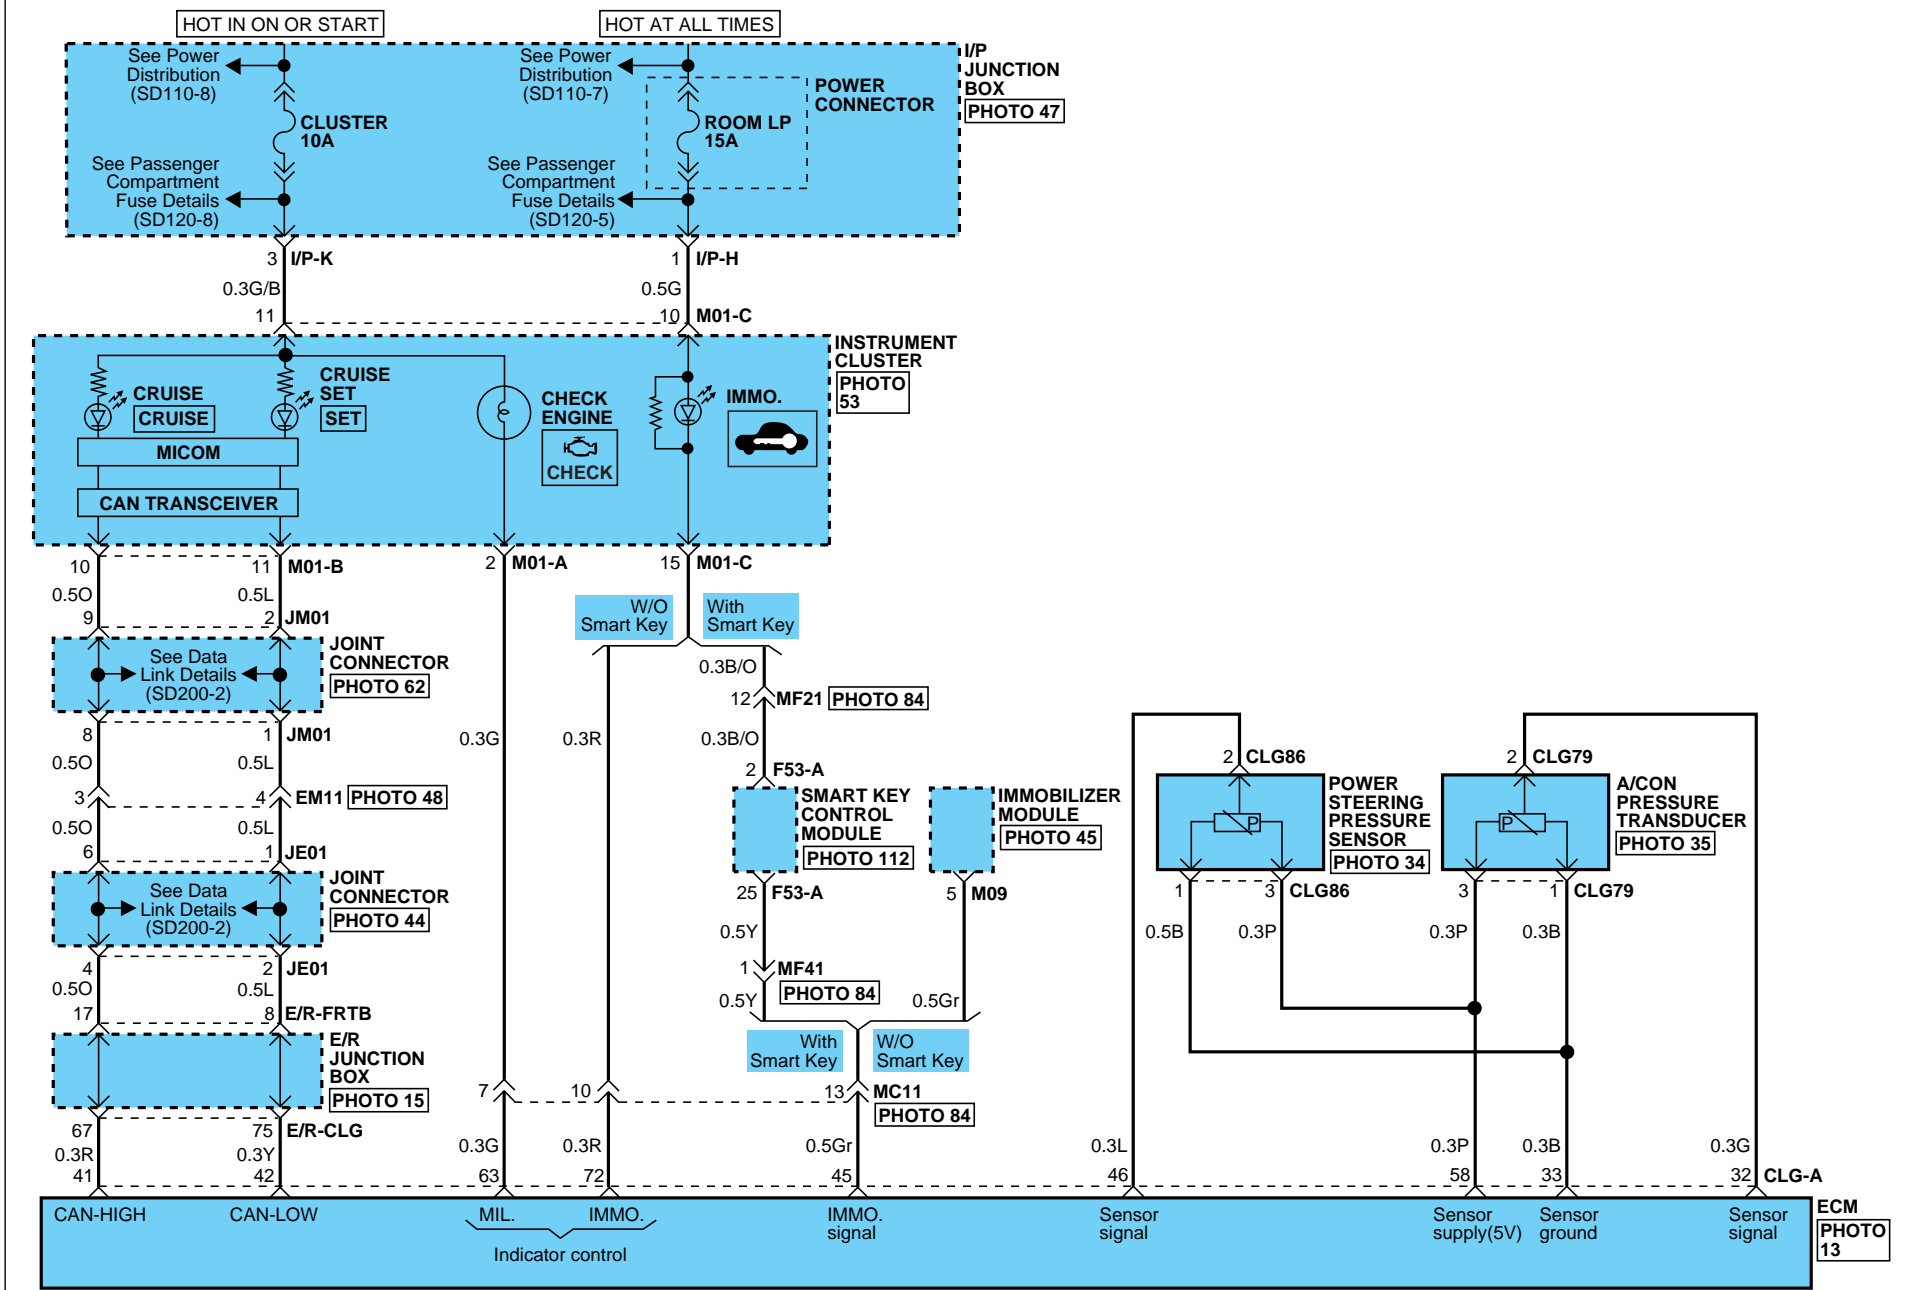 HOT IN ON OR START
HOT AT ALL TIMES
See Power
Distribution
(SD110-8)
See Power
Distribution
(SD110-7)
POWER
CONNECTOR
I/P
JUNCTION
BOX
PHOTO 47
CLUSTER
10A
ROOM LP
15A
See Passenger
Compartment
Fuse Details
(SD120-8)
See Passenger
Compartment
Fuse Details
(SD120-5)
3 I/P-K
1 I/P-H
0.3G/B
0.5G
11
10 M01-C
INSTRUMENT
CLUSTER
PHOTO
53
CRUISE
CRUISE
CRUISE
SET
SET
CHECK
ENGINE
CHECK
IMMO.
MICOM
CAN TRANSCEIVER
10
11 M01-B
2 M01-A
15 M01-C
0.5O
0.5L
9
2 JM01
W/O
Smart Key
With
Smart Key
JOINT
CONNECTOR
PHOTO 62
See Data
Link Details
(SD200-2)
0.3B/O
12 MF21 PHOTO 84
8
1 JM01
0.3G
0.3R
0.3B/O
0.5O
0.5L
2 F53-A
2 CLG86
2 CLG79
3
4 EM11 PHOTO 48
SMART KEY
CONTROL
MODULE
PHOTO 112
IMMOBILIZER
MODULE
PHOTO 45
POWER
STEERING
PRESSURE
SENSOR
PHOTO 34
P
P
A/CON
PRESSURE
TRANSDUCER
PHOTO 35
0.5O
0.5L
6
1 JE01
JOINT
CONNECTOR
PHOTO 44
See Data
Link Details
(SD200-2)
25 F53-A
5 M09
1
3 CLG86
3
1 CLG79
0.5Y
0.5B
0.3P
0.3P
0.3B
4
2 JE01
1 MF41
PHOTO 84
0.5O
0.5L
0.5Y
0.5Gr
17
8 E/R-FRTB
E/R
JUNCTION
BOX
PHOTO 15
With
Smart Key
W/O
Smart Key
7
10
13 MC11
PHOTO 84
67
75 E/R-CLG
0.3R
0.3Y
0.3G
0.3R
0.5Gr
0.3L
0.3P
0.3B
0.3G
41
42
63
72
45
46
58
33
32 CLG-A
CAN-HIGH
CAN-LOW
MIL.
IMMO.
Indicator control
IMMO.
signal
Sensor
signal
Sensor
supply(5V)
Sensor
ground
Sensor
signal
ECM
PHOTO
13